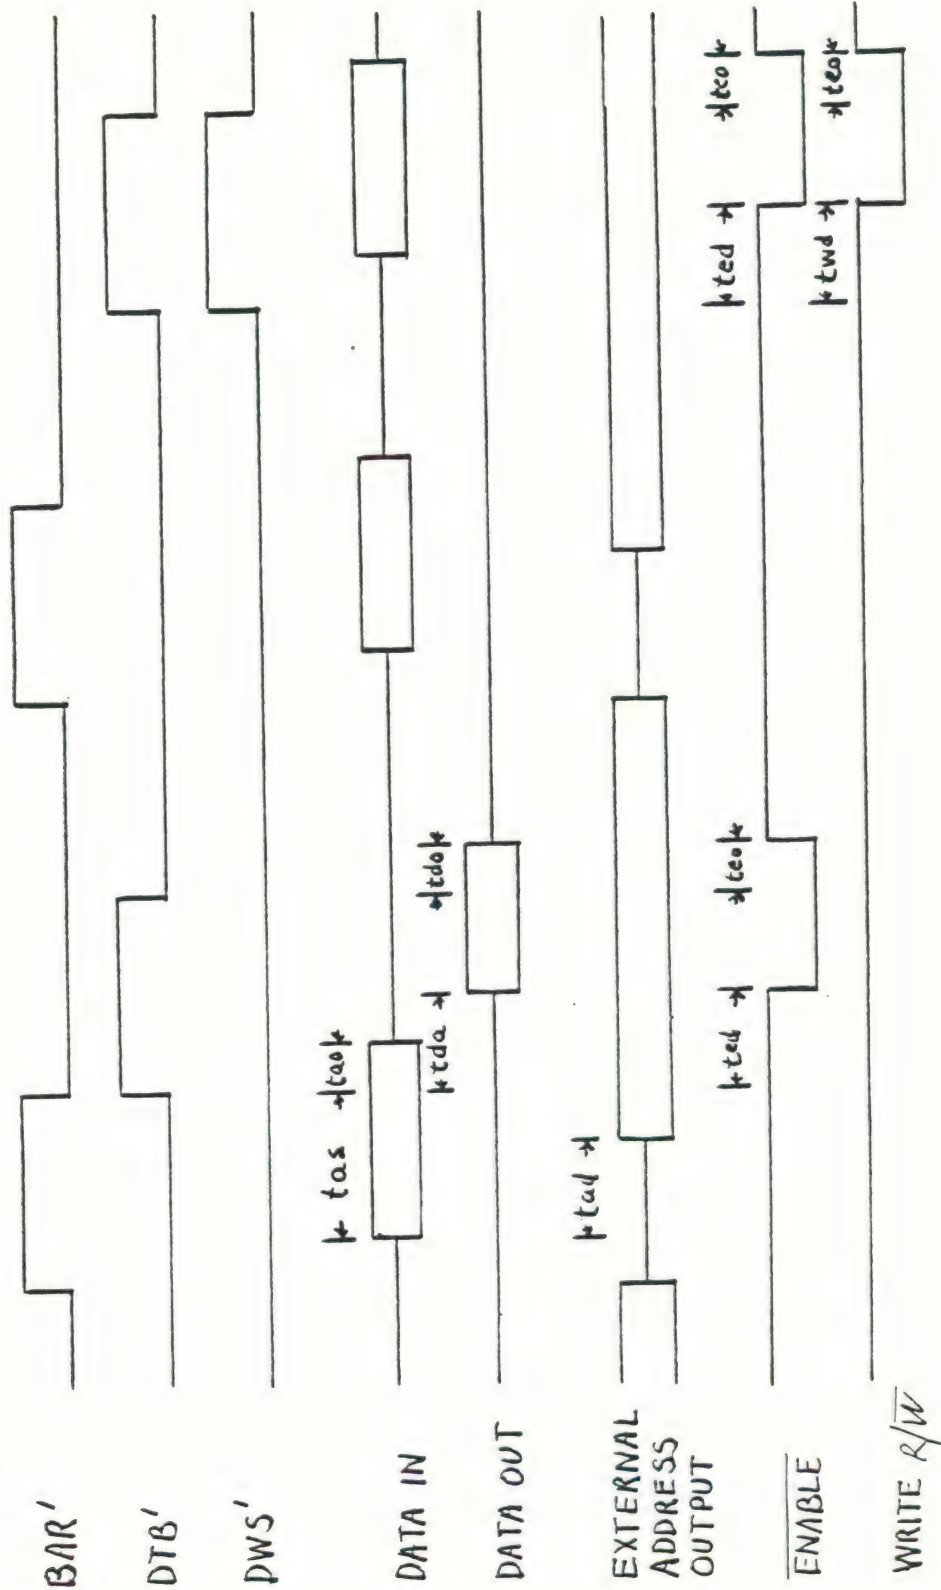 BAR'
DTB'
DWS'
DATA IN
tas
tao
DATA OUT
tda
tdo
EXTERNAL
ADDRESS
OUTPUT
tad
ENABLE
ted
teo
ted
teo
WRITE R/W
twd
teo